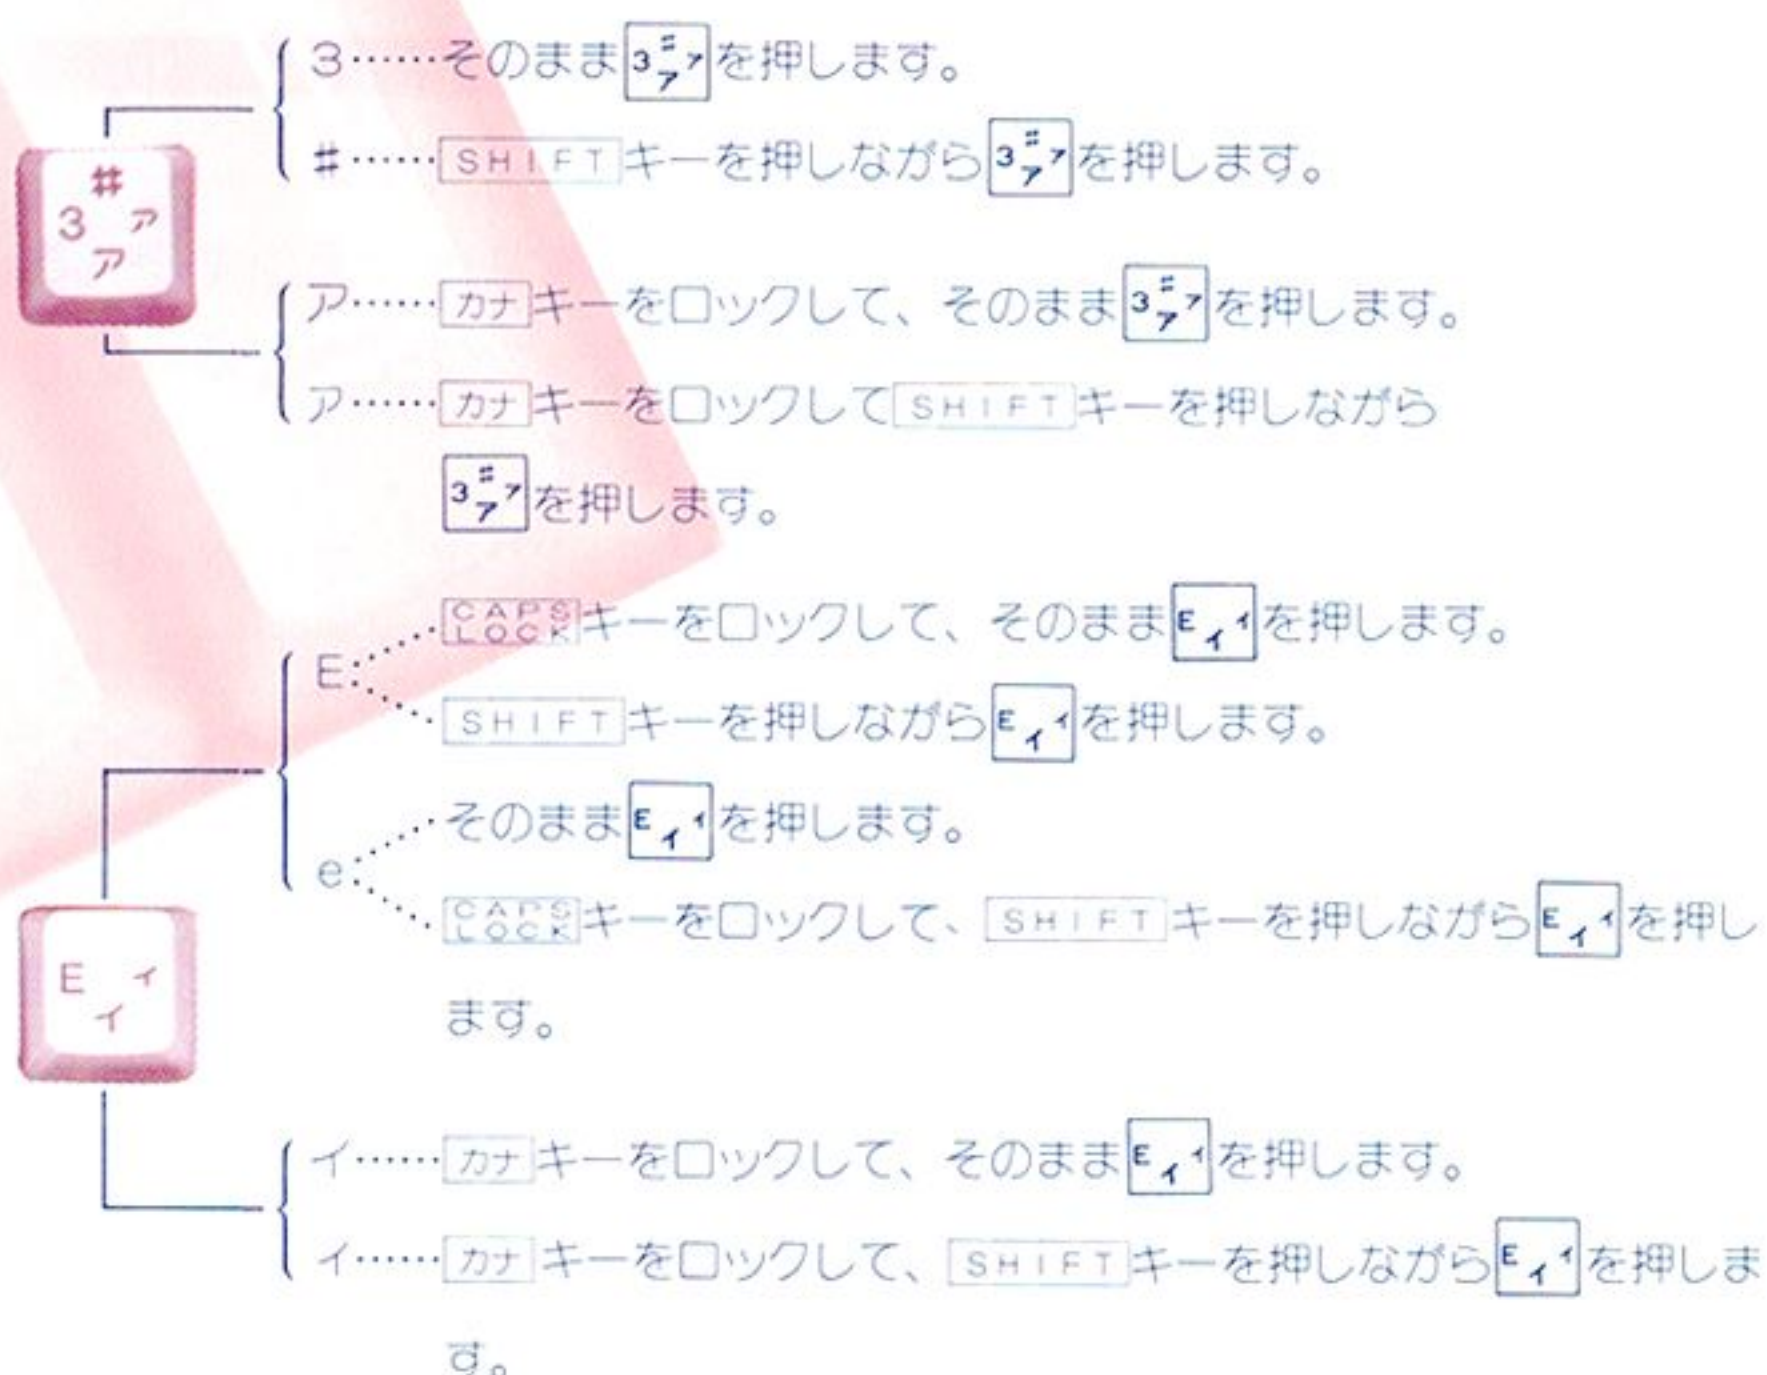 3……そのまま3#アァを押します。
#……SHIFTキーを押しながら3#アァを押します。
#
3 ァ
ア
ア……カナキーをロックして、そのまま3#アァを押します。
ァ……カナキーをロックしてSHIFTキーを押しながら
3#アァを押します。
CAPS LOCKキーをロックして、そのままEイィを押します。
E
SHIFTキーを押しながらEイィを押します。
そのままEイィを押します。
e
CAPS LOCKキーをロックして、SHIFTキーを押しながらEイィを押し
E ィ
イ
ます。
イ……カナキーをロックして、そのままEイィを押します。
ィ……カナキーをロックして、SHIFTキーを押しながらEイィを押しま
す。